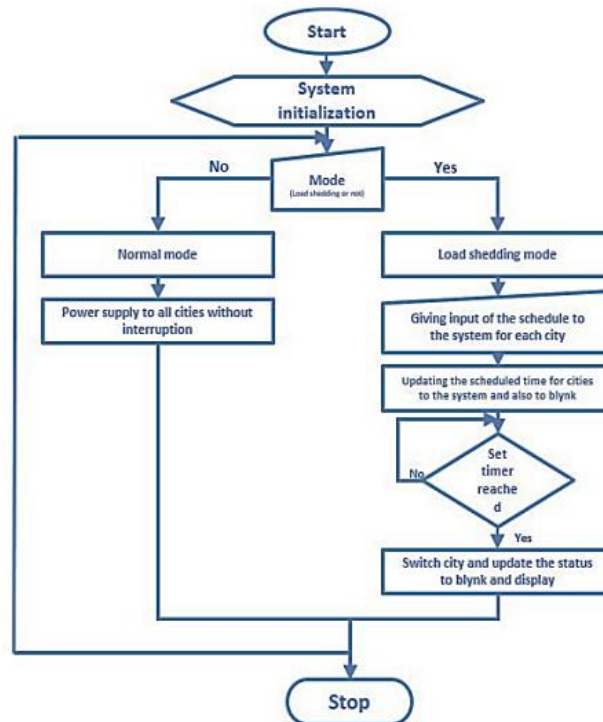 Start
System
initialization
No
Yes
Mode
(Load shedding or not)
Normal mode
Load shedding mode
Power supply to all cities without
interruption
Giving input of the schedule to
the system for each city
Updating the scheduled time for cities
to the system and also to blynk
Set
timer
reache
d
No
Yes
Switch city and update the status
to blynk and display
Stop